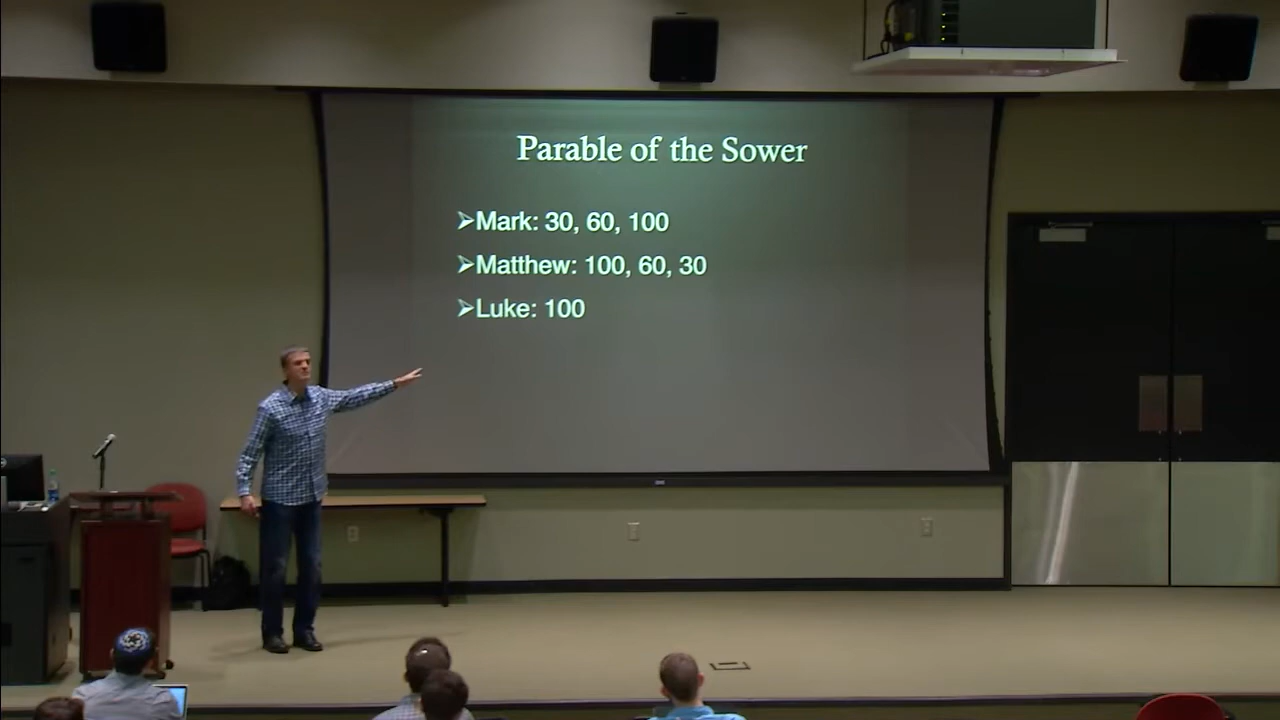 Parable of the Sower
➢Mark: 30, 60, 100
➢Matthew: 100, 60, 30
➢Luke: 100